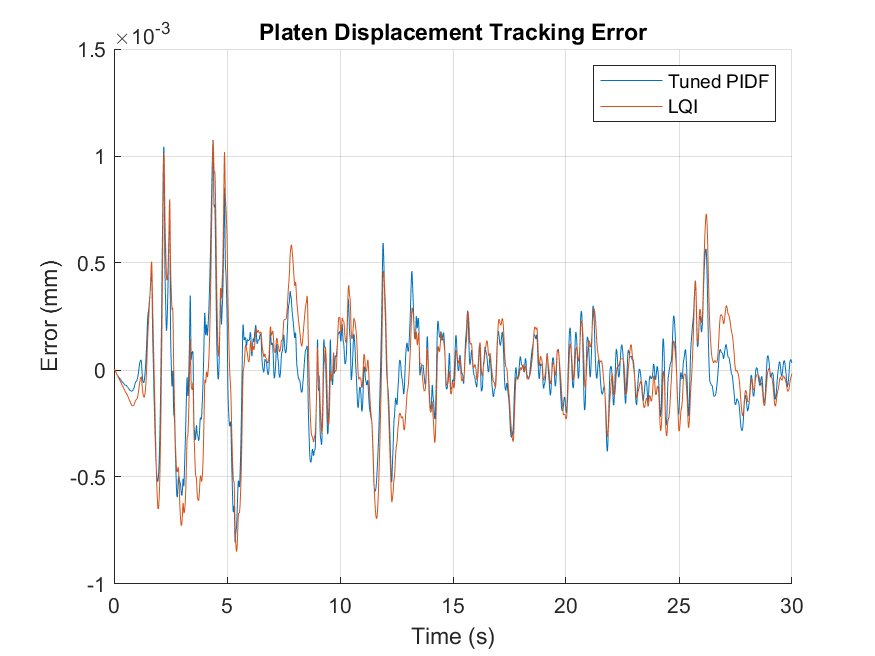 Platen Displacement Tracking Error
×10-3
1.5
1
0.5
0
-0.5
-1
Error (mm)
Tuned PIDF
LQI
0 5 10 15 20 25 30
Time (s)